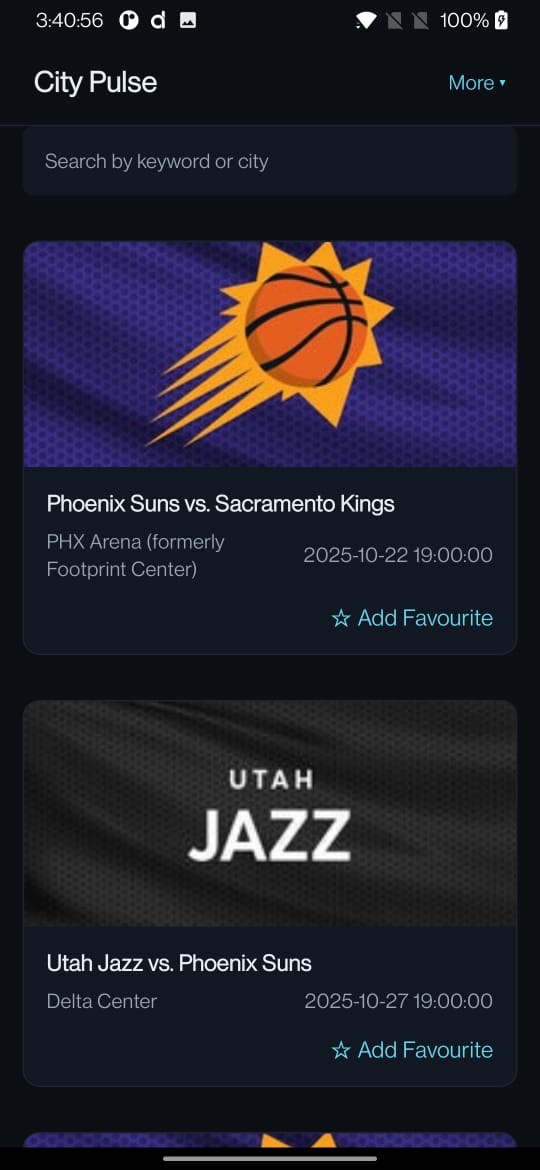 3:40:56
100%
City Pulse
More ▾
Search by keyword or city
Phoenix Suns vs. Sacramento Kings
PHX Arena (formerly
Footprint Center)
2025-10-22 19:00:00
☆ Add Favourite
UTAH
JAZZ
Utah Jazz vs. Phoenix Suns
Delta Center
2025-10-27 19:00:00
☆ Add Favourite